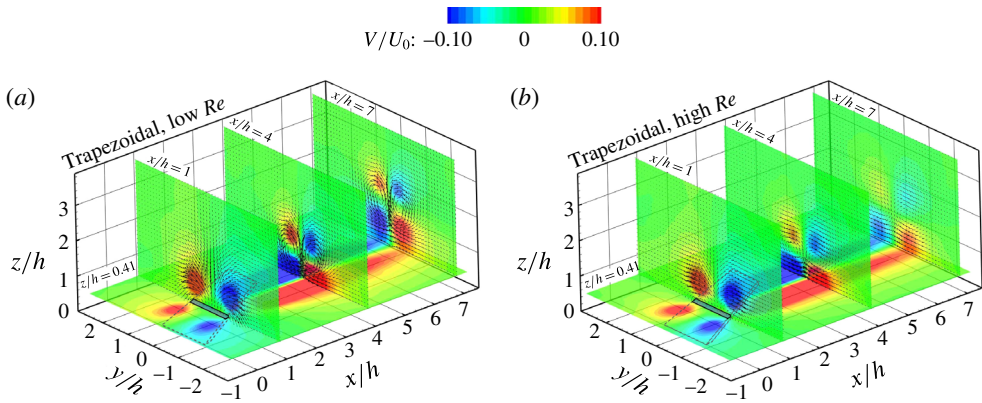 V/U0: −0.10 0 0.10
(a)
Trapezoidal, low Re
x/h = 1
x/h = 4
x/h = 7
z/h = 0.41
z/h
3
2
1
0
y/h
2
1
0
−1
−2
x/h
−1
0
1
2
3
4
5
6
7
(b)
Trapezoidal, high Re
x/h = 1
x/h = 4
x/h = 7
z/h = 0.41
z/h
3
2
1
0
y/h
2
1
0
−1
−2
x/h
−1
0
1
2
3
4
5
6
7